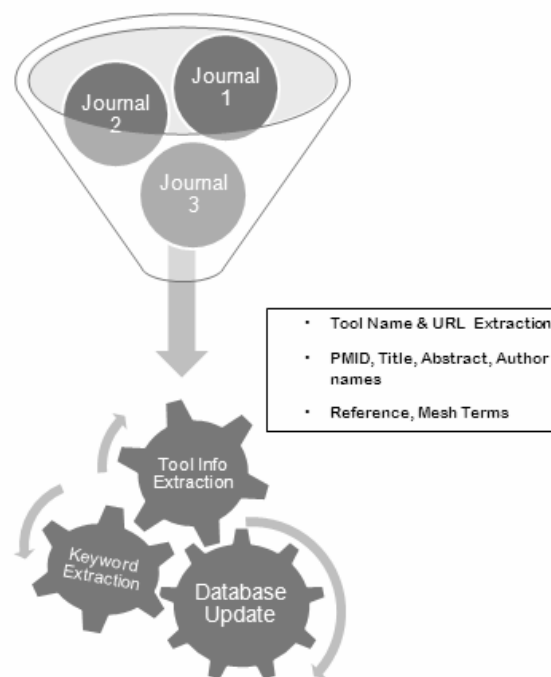 Journal
1
Journal
2
Journal
3
• Tool Name & URL Extraction
• PMID, Title, Abstract, Author
names
• Reference, Mesh Terms
Tool Info
Extraction
Keyword
Extraction
Database
Update